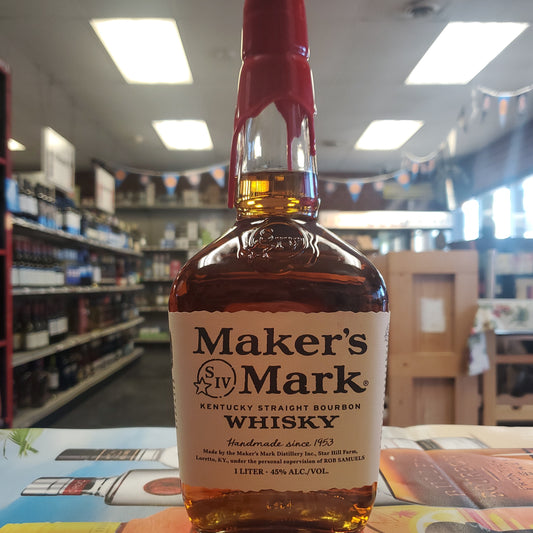 Maker's
SIV Mark®
KENTUCKY STRAIGHT BOURBON
WHISKY
Handmade since 1953
Made by the Maker's Mark Distillery Inc., Star Hill Farm,
Loretto, KY., under the personal supervision of ROB SAMUELS
1 LITER · 45% ALC./VOL.